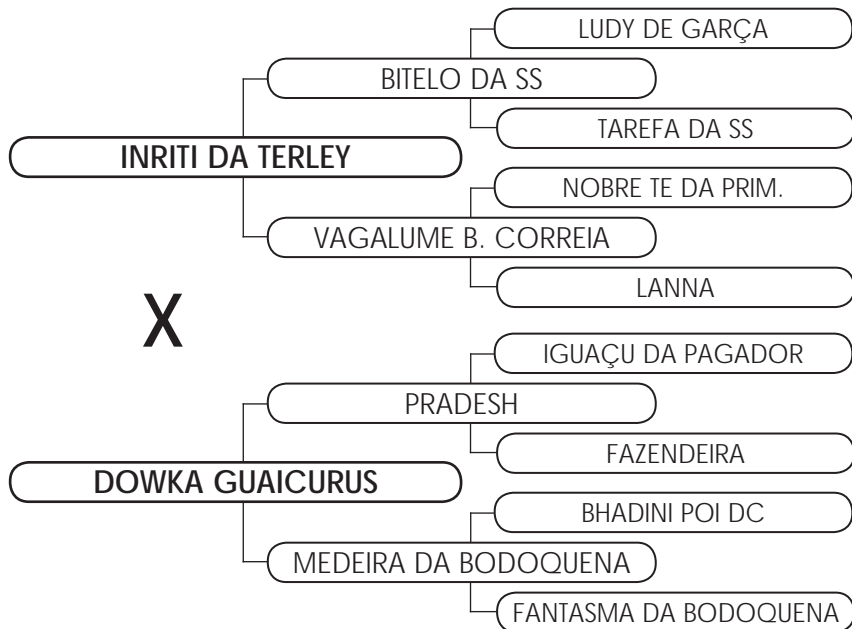 LUDY DE GARÇA
BITELO DA SS
TAREFA DA SS
INRITI DA TERLEY
NOBRE TE DA PRIM.
VAGALUME B. CORREIA
LANNA
X
IGUAÇU DA PAGADOR
PRADESH
FAZENDEIRA
DOWKA GUAICURUS
BHADINI POI DC
MEDEIRA DA BODOQUENA
FANTASMA DA BODOQUENA